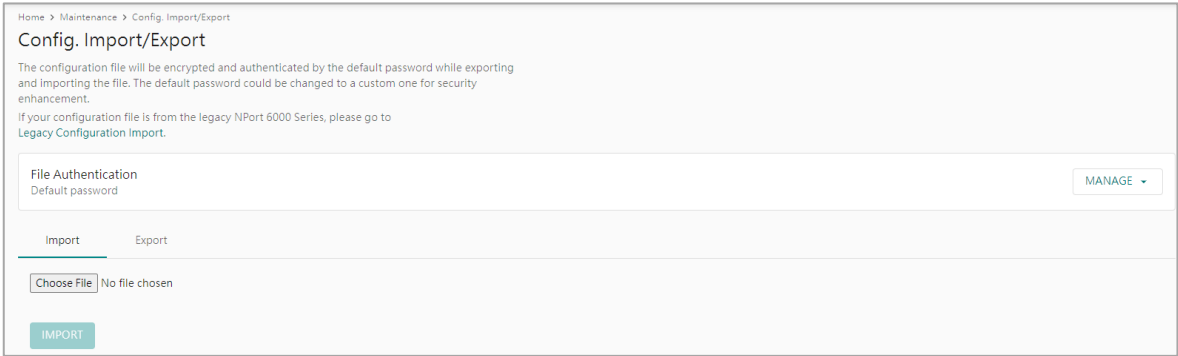 Home > Maintenance > Config. Import/Export
Config. Import/Export
The configuration file will be encrypted and authenticated by the default password while exporting
and importing the file. The default password could be changed to a custom one for security
enhancement.
If your configuration file is from the legacy NPort 6000 Series, please go to
Legacy Configuration Import.
File Authentication
Default password
MANAGE
Import Export
Choose File No file chosen
IMPORT